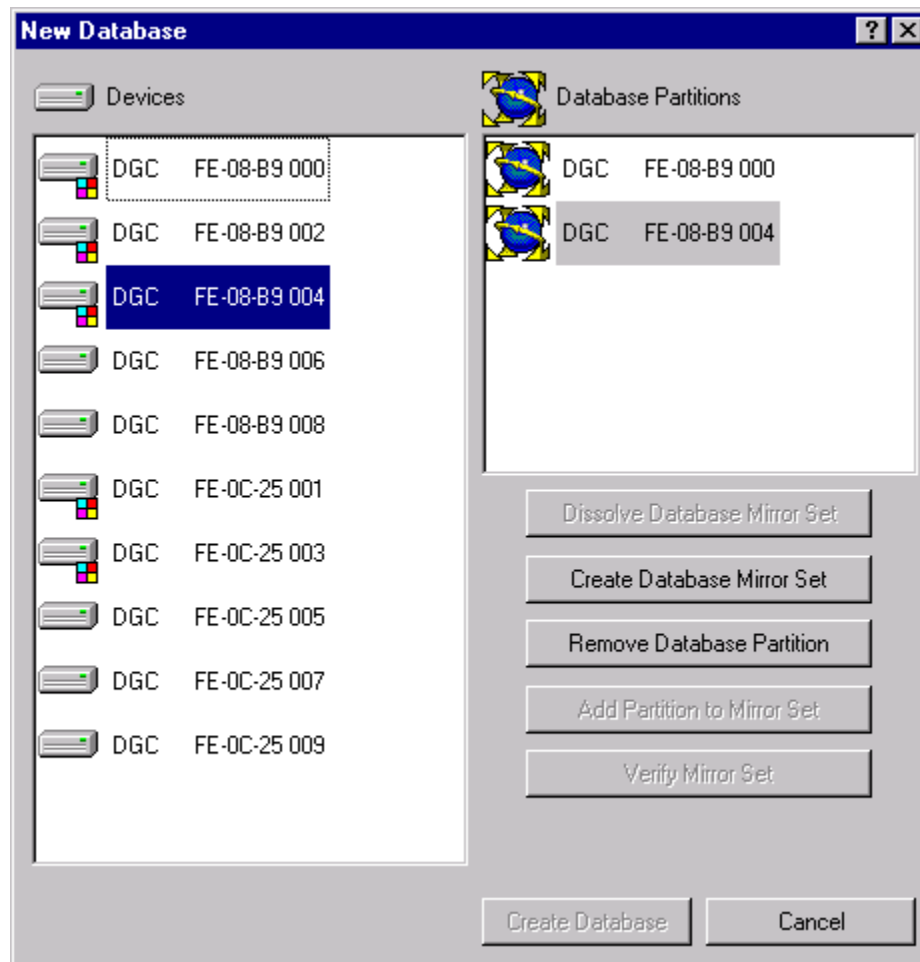 New Database
Devices
DGC FE-08-B9 000
DGC FE-08-B9 002
DGC FE-08-B9 004
DGC FE-08-B9 006
DGC FE-08-B9 008
DGC FE-0C-25 001
DGC FE-0C-25 003
DGC FE-0C-25 005
DGC FE-0C-25 007
DGC FE-0C-25 009
Database Partitions
DGC FE-08-B9 000
DGC FE-08-B9 004
Dissolve Database Mirror Set
Create Database Mirror Set
Remove Database Partition
Add Partition to Mirror Set
Verify Mirror Set
Create Database
Cancel